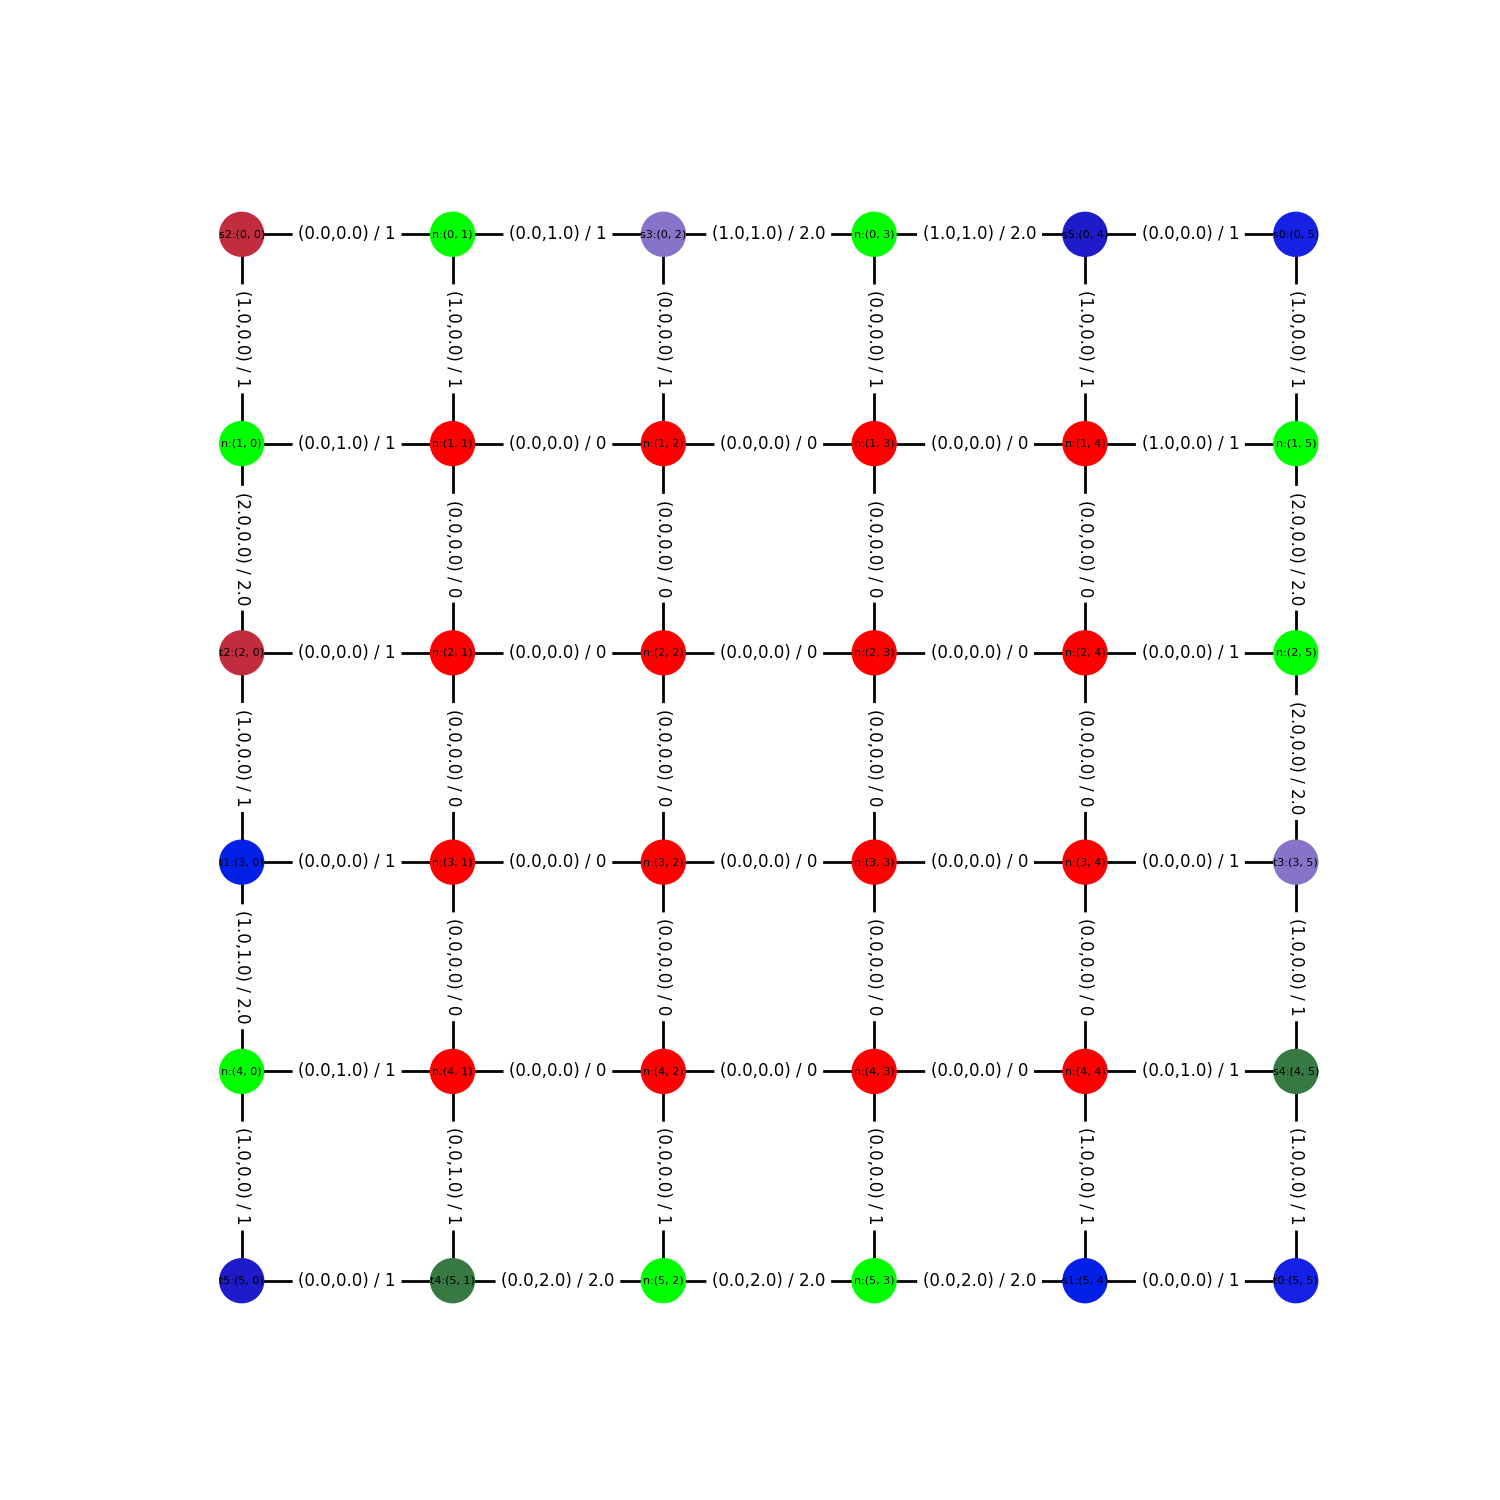 s2:(0, 0) (0.0,0.0) / 1 n:(0, 1) (0.0,1.0) / 1 s3:(0, 2) (1.0,1.0) / 2.0 n:(0, 3) (1.0,1.0) / 2.0 s5:(0, 4) (0.0,0.0) / 1 s0:(0, 5)
(1.0,0.0) / 1 (1.0,0.0) / 1 (0.0,0.0) / 1 (0.0,0.0) / 1 (1.0,0.0) / 1 (1.0,0.0) / 1
n:(1, 0) (0.0,1.0) / 1 n:(1, 1) (0.0,0.0) / 0 n:(1, 2) (0.0,0.0) / 0 n:(1, 3) (0.0,0.0) / 0 n:(1, 4) (1.0,0.0) / 1 n:(1, 5)
(2.0,0.0) / 2.0 (0.0,0.0) / 0 (0.0,0.0) / 0 (0.0,0.0) / 0 (0.0,0.0) / 0 (2.0,0.0) / 2.0
t2:(2, 0) (0.0,0.0) / 1 n:(2, 1) (0.0,0.0) / 0 n:(2, 2) (0.0,0.0) / 0 n:(2, 3) (0.0,0.0) / 0 n:(2, 4) (0.0,0.0) / 1 n:(2, 5)
(1.0,0.0) / 1 (0.0,0.0) / 0 (0.0,0.0) / 0 (0.0,0.0) / 0 (0.0,0.0) / 0 (2.0,0.0) / 2.0
t1:(3, 0) (0.0,0.0) / 1 n:(3, 1) (0.0,0.0) / 0 n:(3, 2) (0.0,0.0) / 0 n:(3, 3) (0.0,0.0) / 0 n:(3, 4) (0.0,0.0) / 1 t3:(3, 5)
(1.0,1.0) / 2.0 (0.0,0.0) / 0 (0.0,0.0) / 0 (0.0,0.0) / 0 (0.0,0.0) / 0 (1.0,0.0) / 1
n:(4, 0) (0.0,1.0) / 1 n:(4, 1) (0.0,0.0) / 0 n:(4, 2) (0.0,0.0) / 0 n:(4, 3) (0.0,0.0) / 0 n:(4, 4) (0.0,1.0) / 1 s4:(4, 5)
(1.0,0.0) / 1 (0.0,1.0) / 1 (0.0,0.0) / 1 (0.0,0.0) / 1 (1.0,0.0) / 1 (1.0,0.0) / 1
t5:(5, 0) (0.0,0.0) / 1 t4:(5, 1) (0.0,2.0) / 2.0 n:(5, 2) (0.0,2.0) / 2.0 n:(5, 3) (0.0,2.0) / 2.0 s1:(5, 4) (0.0,0.0) / 1 t0:(5, 5)